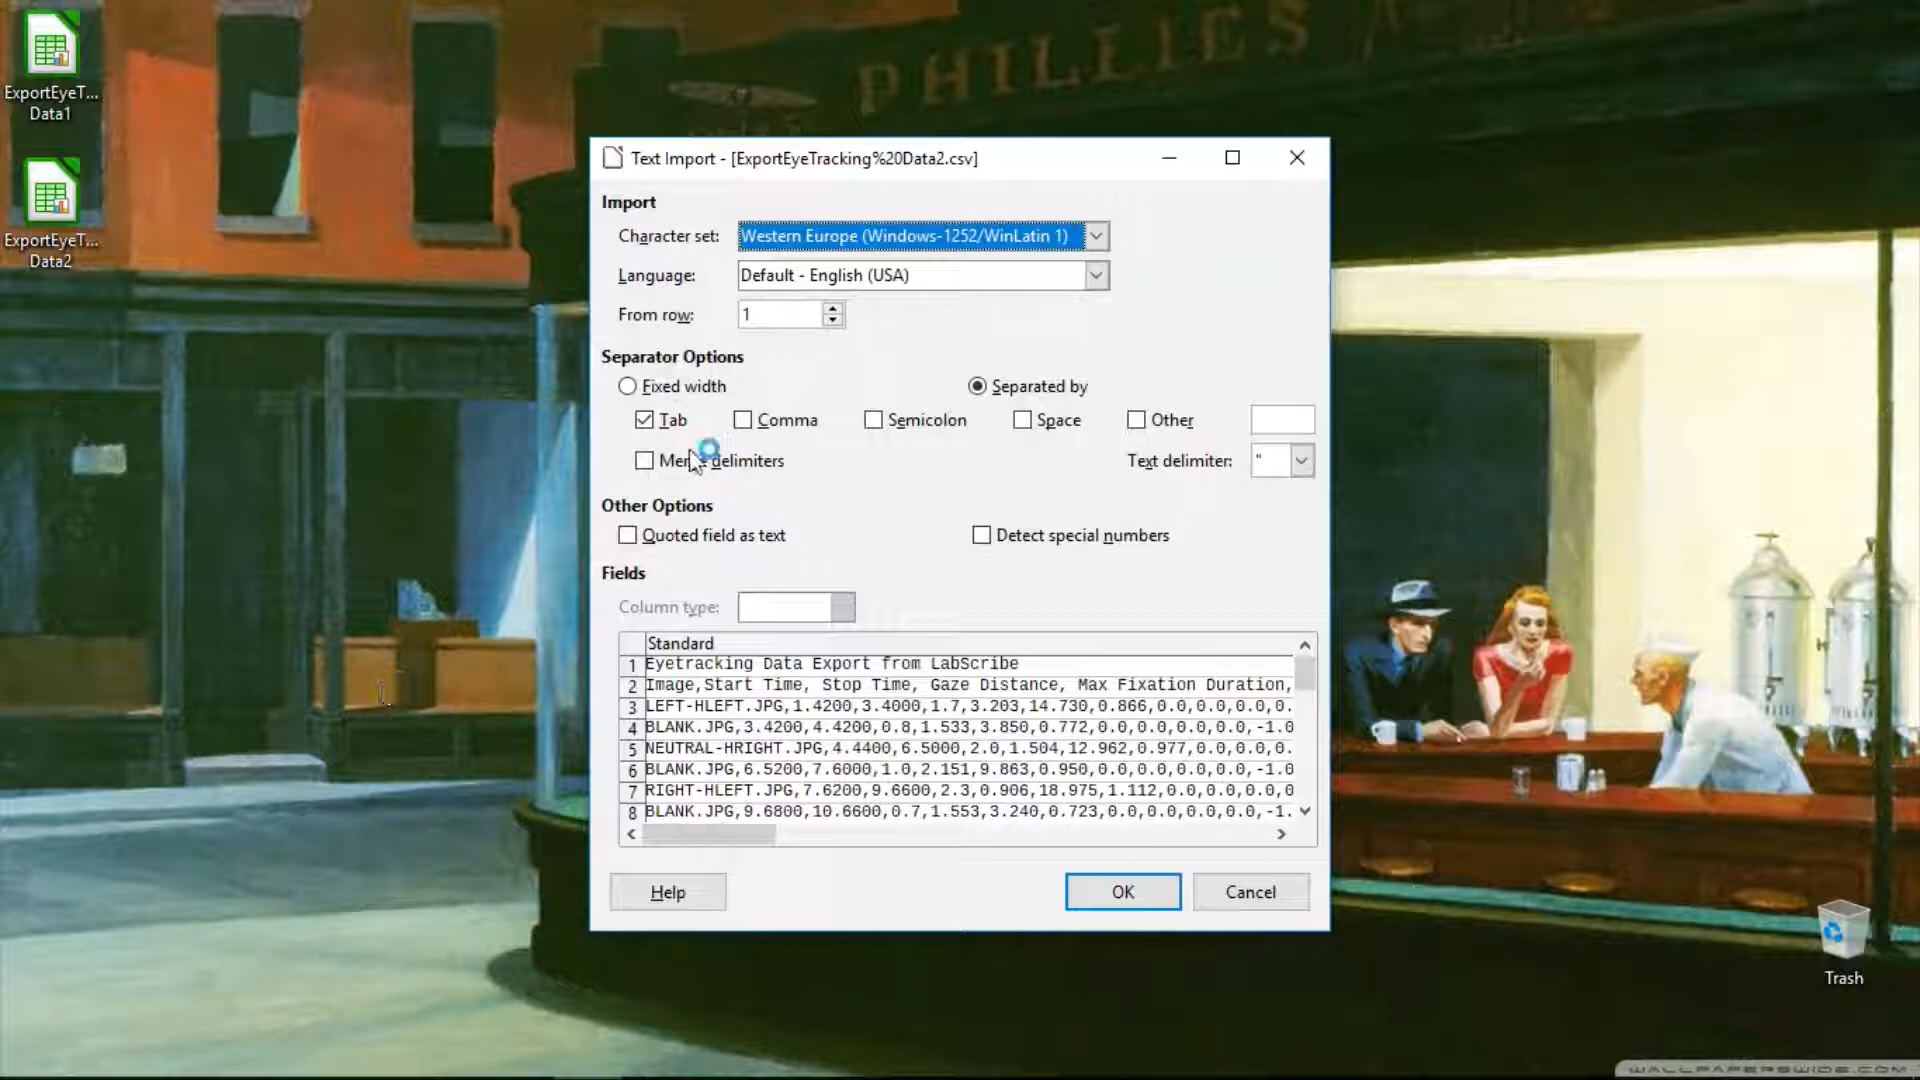 PHILLIES
ExportEyeT...
Data1
ExportEyeT...
Data2
Text Import - [ExportEyeTracking%20Data2.csv]
Import
Character set: Western Europe (Windows-1252/WinLatin 1)
Language: Default - English (USA)
From row: 1
Separator Options
Fixed width Separated by
Tab Comma Semicolon Space Other
delimiters Text delimiter: "
Other Options
Quoted field as text Detect special numbers
Fields
Column type:
Standard
1 Eyetracking Data Export from LabScribe
2 Image,Start Time, Stop Time, Gaze Distance, Max Fixation Duration,
3 LEFT-HLEFT.JPG,1.4200,3.4000,1.7,3.203,14.730,0.866,0.0,0.0,0.0,0.
4 BLANK.JPG,3.4200,4.4200,0.8,1.533,3.850,0.772,0.0,0.0,0.0,0.0,-1.0
5 NEUTRAL-HRIGHT.JPG,4.4400,6.5000,2.0,1.504,12.962,0.977,0.0,0.0,0.
6 BLANK.JPG,6.5200,7.6000,1.0,2.151,9.863,0.950,0.0,0.0,0.0,0.0,-1.0
7 RIGHT-HLEFT.JPG,7.6200,9.6600,2.3,0.906,18.975,1.112,0.0,0.0,0.0,0
8 BLANK.JPG,9.6800,10.6600,0.7,1.553,3.240,0.723,0.0,0.0,0.0,0.0,-1.
Help OK Cancel
Trash
WALLPAPERSWIDE.COM